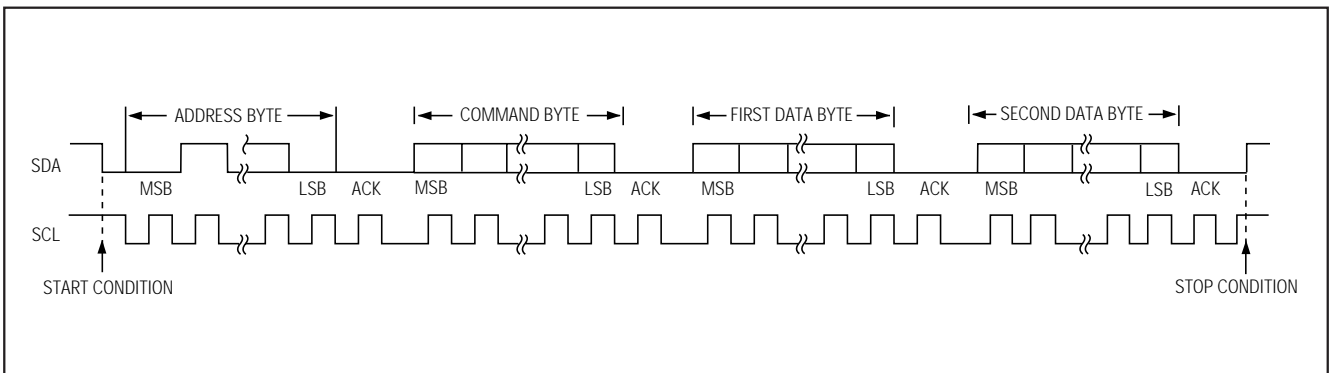 ADDRESS BYTE COMMAND BYTE FIRST DATA BYTE SECOND DATA BYTE
SDA
MSB LSB ACK MSB LSB ACK MSB LSB ACK MSB LSB ACK
SCL
START CONDITION STOP CONDITION